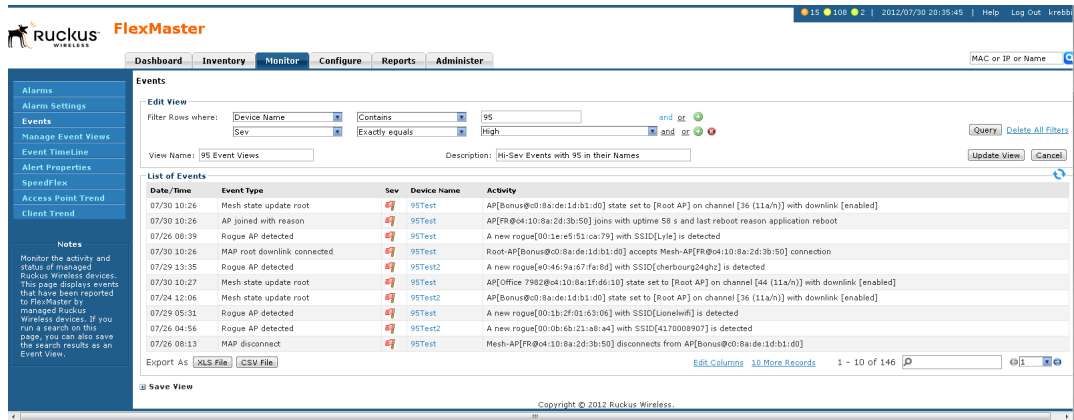 15 108 2 | 2012/07/30 20:35:45 | Help Log Out krebbi
Ruckus WIRELESS
FlexMaster
Dashboard Inventory Monitor Configure Reports Administer
MAC or IP or Name
Alarms
Alarm Settings
Events
Manage Event Views
Event TimeLine
Alert Properties
SpeedFlex
Access Point Trend
Client Trend
Notes
Monitor the activity and
status of managed
Ruckus Wireless devices.
This page displays events
that have been reported
to FlexMaster by
managed Ruckus
Wireless devices. If you
run a search on this
page, you can also save
the search results as an
Event View.
Events
Edit View
Filter Rows where: Device Name Contains 95 and or
Sev Exactly equals High and or
Query Delete All Filters
View Name: 95 Event Views Description: Hi-Sev Events with 95 in their Names Update View Cancel
List of Events
Date/Time Event Type Sev Device Name Activity
07/30 10:26 Mesh state update root 95Test AP[Bonus@c0:8a:de:1d:b1:d0] state set to [Root AP] on channel [36 (11a/n)] with downlink [enabled]
07/30 10:26 AP joined with reason 95Test AP[FR@c4:10:8a:2d:3b:50] joins with uptime 58 s and last reboot reason application reboot
07/26 08:39 Rogue AP detected 95Test A new rogue[00:1e:e5:51:ca:79] with SSID[Lyle] is detected
07/30 10:26 MAP root downlink connected 95Test Root-AP[Bonus@c0:8a:de:1d:b1:d0] accepts Mesh-AP[FR@c4:10:8a:2d:3b:50] connection
07/29 13:35 Rogue AP detected 95Test2 A new rogue[e0:46:9a:67:fa:8d] with SSID[cherbourg24ghz] is detected
07/30 10:27 Mesh state update root 95Test AP[Office 7982@c4:10:8a:1f:d6:10] state set to [Root AP] on channel [44 (11a/n)] with downlink [enabled]
07/24 12:06 Mesh state update root 95Test2 AP[Bonus@c0:8a:de:1d:b1:d0] state set to [Root AP] on channel [36 (11a/n)] with downlink [enabled]
07/29 05:31 Rogue AP detected 95Test2 A new rogue[00:1b:2f:01:63:06] with SSID[Lionelwifi] is detected
07/26 04:56 Rogue AP detected 95Test2 A new rogue[00:0b:6b:21:a8:a4] with SSID[4170008907] is detected
07/26 08:13 MAP disconnect 95Test Mesh-AP[FR@c4:10:8a:2d:3b:50] disconnects from AP[Bonus@c0:8a:de:1d:b1:d0]
Export As XLS File CSV File Edit Columns 10 More Records 1 - 10 of 146 1
Save View
Copyright © 2012 Ruckus Wireless.